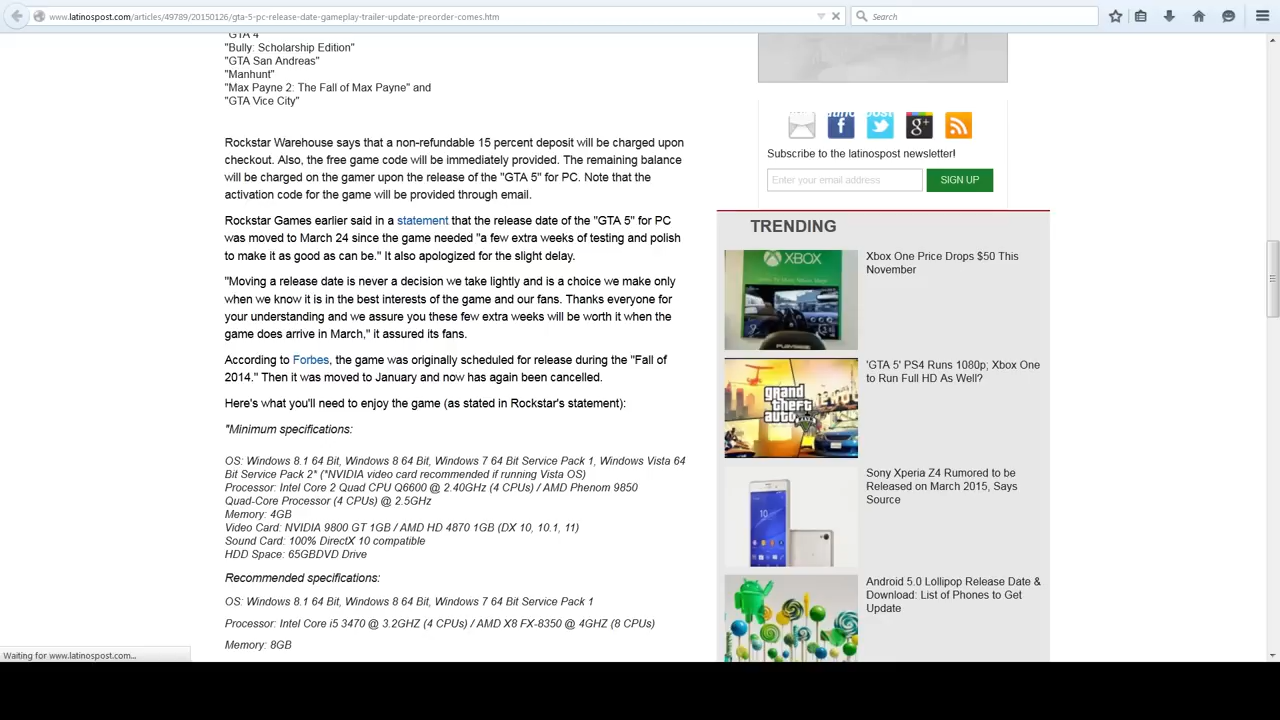 www.latinospost.com/articles/49789/20150126/gta-5-pc-release-date-gameplay-trailer-update-preorder-comes.htm
Search
"GTA 4"
"Bully: Scholarship Edition"
"GTA San Andreas"
"Manhunt"
"Max Payne 2: The Fall of Max Payne" and
"GTA Vice City"
Rockstar Warehouse says that a non-refundable 15 percent deposit will be charged upon
checkout. Also, the free game code will be immediately provided. The remaining balance
will be charged on the gamer upon the release of the "GTA 5" for PC. Note that the
activation code for the game will be provided through email.
Rockstar Games earlier said in a statement that the release date of the "GTA 5" for PC
was moved to March 24 since the game needed "a few extra weeks of testing and polish
to make it as good as can be." It also apologized for the slight delay.
"Moving a release date is never a decision we take lightly and is a choice we make only
when we know it is in the best interests of the game and our fans. Thanks everyone for
your understanding and we assure you these few extra weeks will be worth it when the
game does arrive in March," it assured its fans.
According to Forbes, the game was originally scheduled for release during the "Fall of
2014." Then it was moved to January and now has again been cancelled.
Here's what you'll need to enjoy the game (as stated in Rockstar's statement):
"Minimum specifications:
OS: Windows 8.1 64 Bit, Windows 8 64 Bit, Windows 7 64 Bit Service Pack 1, Windows Vista 64
Bit Service Pack 2* (*NVIDIA video card recommended if running Vista OS)
Processor: Intel Core 2 Quad CPU Q6600 @ 2.40GHz (4 CPUs) / AMD Phenom 9850
Quad-Core Processor (4 CPUs) @ 2.5GHz
Memory: 4GB
Video Card: NVIDIA 9800 GT 1GB / AMD HD 4870 1GB (DX 10, 10.1, 11)
Sound Card: 100% DirectX 10 compatible
HDD Space: 65GBDVD Drive
Recommended specifications:
OS: Windows 8.1 64 Bit, Windows 8 64 Bit, Windows 7 64 Bit Service Pack 1
Processor: Intel Core i5 3470 @ 3.2GHZ (4 CPUs) / AMD X8 FX-8350 @ 4GHZ (8 CPUs)
Memory: 8GB
Waiting for www.latinospost.com...
latinospost
Subscribe to the latinospost newsletter!
Enter your email address
SIGN UP
TRENDING
XBOX
Xbox One Price Drops $50 This
November
grand
theft
auto
'GTA 5' PS4 Runs 1080p; Xbox One
to Run Full HD As Well?
Sony Xperia Z4 Rumored to be
Released on March 2015, Says
Source
Android 5.0 Lollipop Release Date &
Download: List of Phones to Get
Update